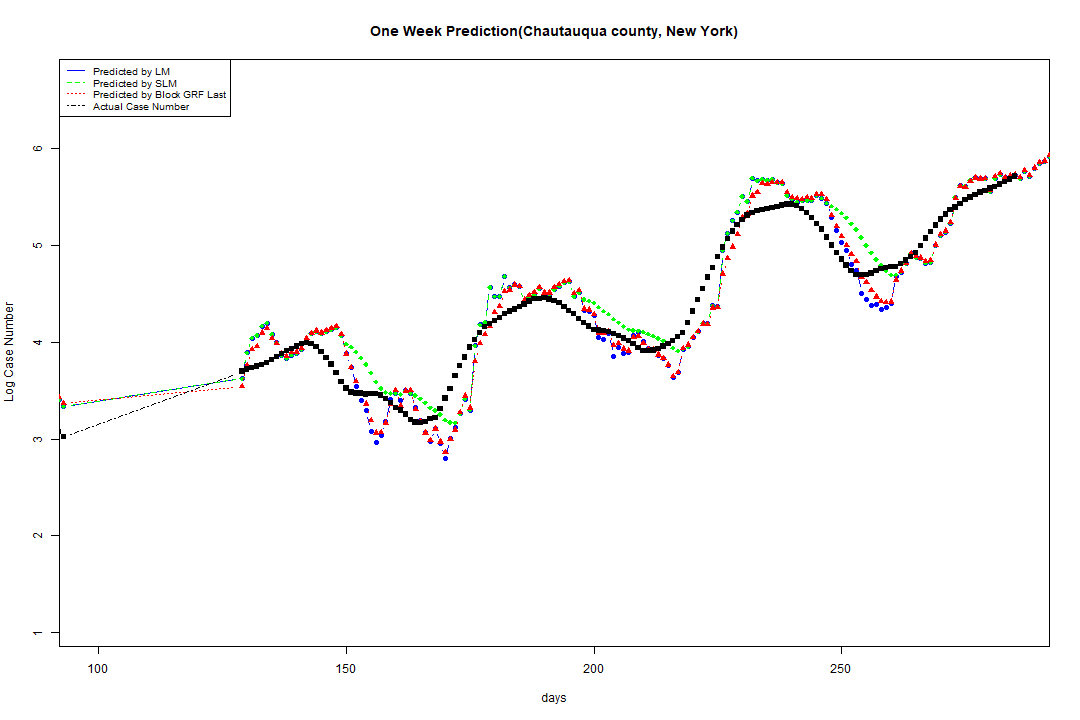 One Week Prediction(Chautauqua county, New York)
Predicted by LM
Predicted by SLM
Predicted by Block GRF Last
Actual Case Number
6
5
4
3
2
1
Log Case Number
100 150 200 250
days